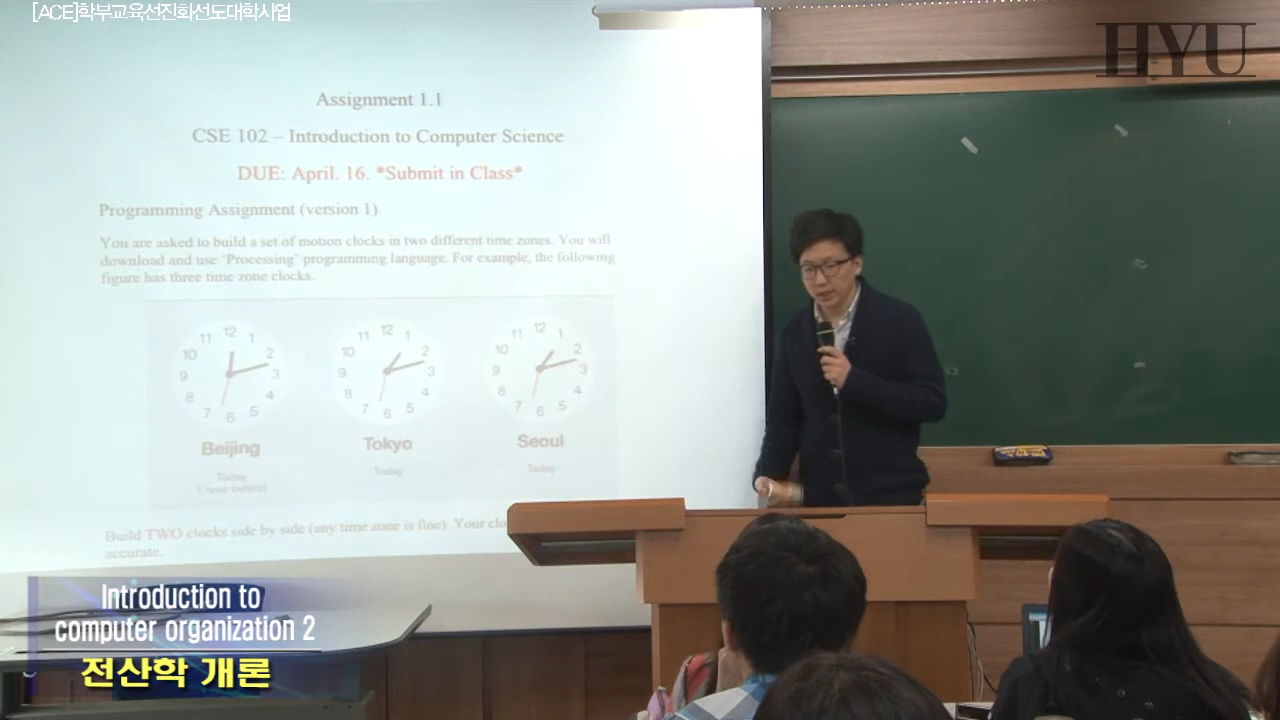 [ACE]학부교육선진화선도대학사업
HYU
Assignment 1.1
CSE 102 – Introduction to Computer Science
DUE: April. 16. *Submit in Class*
Programming Assignment (version 1)
You are asked to build a set of motion clocks in two different time zones. You will
download and use ‘Processing’ programming language. For example, the following
figure has three time zone clocks.
12 1 2 3 4 5 6 7 8 9 10 11
12 1 2 3 4 5 6 7 8 9 10 11
12 1 2 3 4 5 6 7 8 9 10 11
Beijing
Tokyo
Seoul
Today
Today
Today
1 hour behind
Build TWO clocks side by side (any time zone is fine). Your clo
accurate.
Introduction to
computer organization 2
전산학 개론